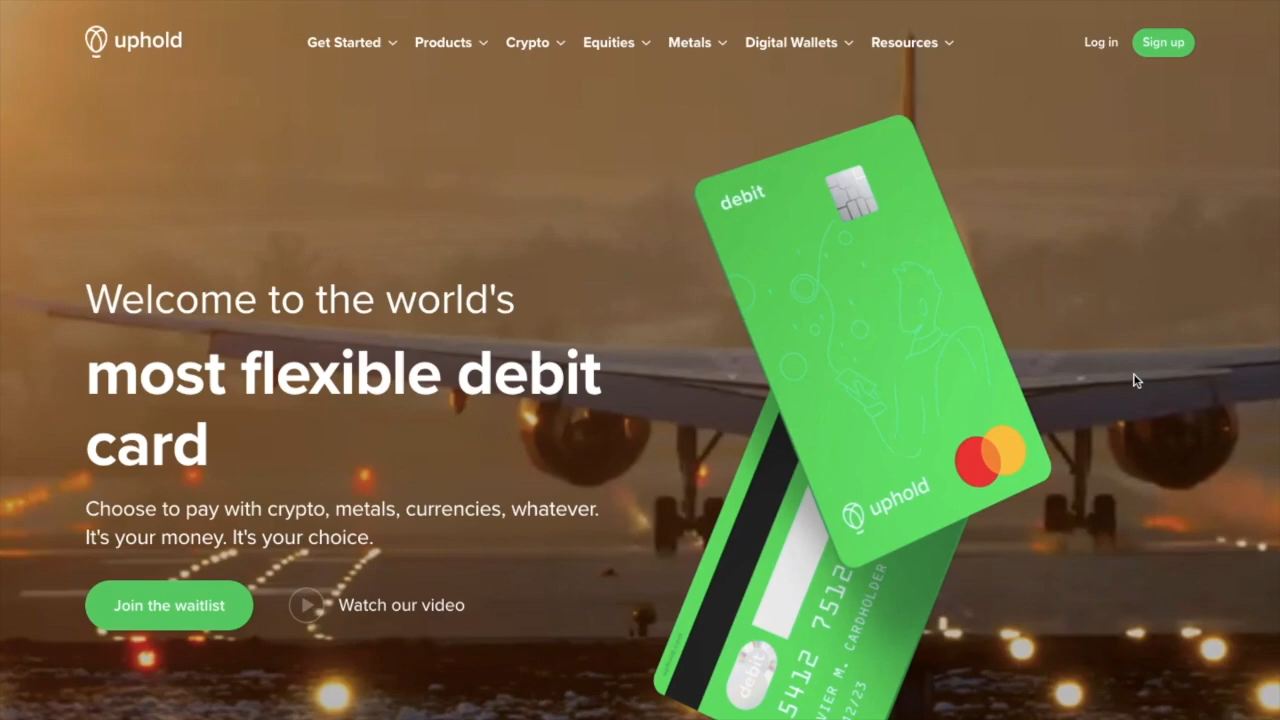 uphold
Get Started
Products
Crypto
Equities
Metals
Digital Wallets
Resources
Log in
Sign up
debit
Welcome to the world's
most flexible debit
card
Choose to pay with crypto, metals, currencies, whatever.
It's your money. It's your choice.
Join the waitlist
Watch our video
uphold
debit
5412 7512
VIER M. CARDHOLDER
12/23